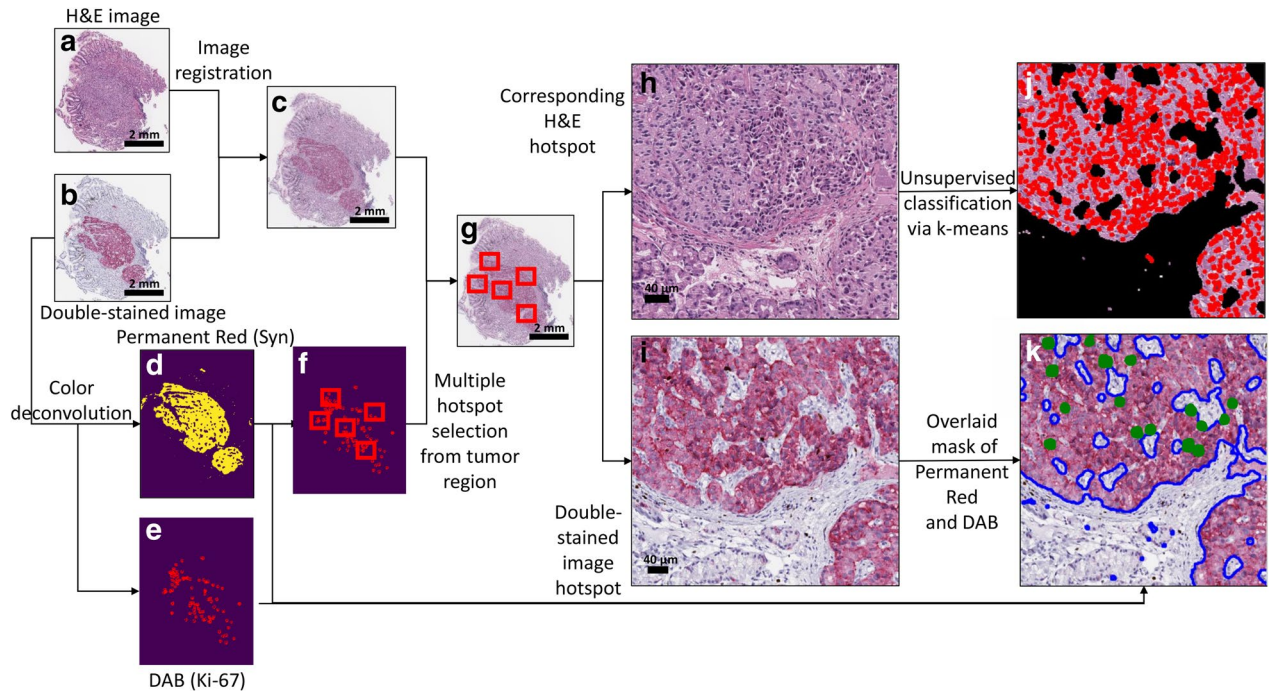 H&E image
a
2 mm
Image
registration
b
2 mm
Double-stained image
c
2 mm
Permanent Red (Syn)
d
Color
deconvolution
e
DAB (Ki-67)
f
Multiple
hotspot
selection
from tumor
region
g
2 mm
Corresponding
H&E
hotspot
h
40 μm
Unsupervised
classification
via k-means
j
Double-
stained
image
hotspot
i
40 μm
Overlaid
mask of
Permanent
Red
and DAB
k